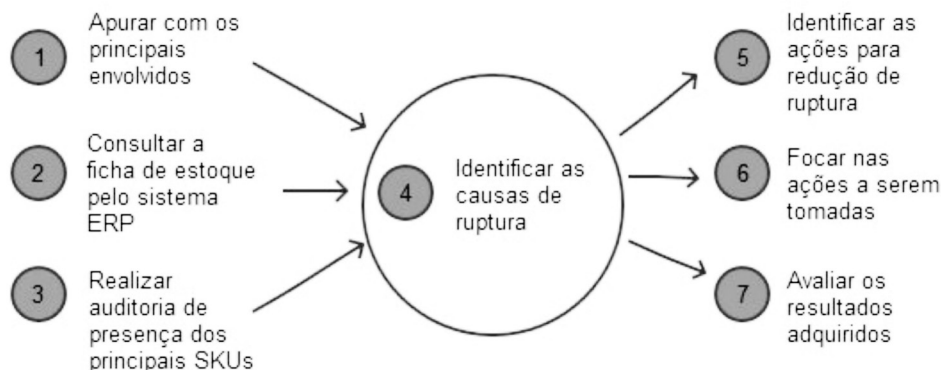 1
Apurar com os
principais
envolvidos
2
Consultar a
ficha de estoque
pelo sistema
ERP
3
Realizar
auditoria de
presença dos
principais SKUs
4
Identificar as
causas de
ruptura
5
Identificar as
ações para
redução de
ruptura
6
Focar nas
ações a serem
tomadas
7
Avaliar os
resultados
adquiridos